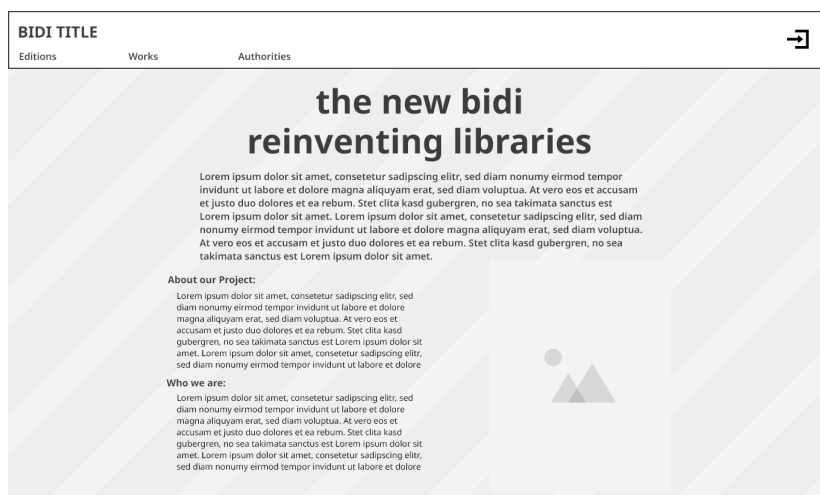 BIDI TITLE
Editions Works Authorities
the new bidi
reinventing libraries
Lorem ipsum dolor sit amet, consetetur sadipscing elitr, sed diam nonumy eirmod tempor
invidunt ut labore et dolore magna aliquyam erat, sed diam voluptua. At vero eos et accusam
et justo duo dolores et ea rebum. Stet clita kasd gubergren, no sea takimata sanctus est
Lorem ipsum dolor sit amet. Lorem ipsum dolor sit amet, consetetur sadipscing elitr, sed diam
nonumy eirmod tempor invidunt ut labore et dolore magna aliquyam erat, sed diam voluptua.
At vero eos et accusam et justo duo dolores et ea rebum. Stet clita kasd gubergren, no sea
takimata sanctus est Lorem ipsum dolor sit amet.
About our Project:
Lorem ipsum dolor sit amet, consetetur sadipscing elitr, sed
diam nonumy eirmod tempor invidunt ut labore et dolore
magna aliquyam erat, sed diam voluptua. At vero eos et
accusam et justo duo dolores et ea rebum. Stet clita kasd
gubergren, no sea takimata sanctus est Lorem ipsum dolor sit
amet. Lorem ipsum dolor sit amet, consetetur sadipscing elitr,
sed diam nonumy eirmod tempor invidunt ut labore et dolore
Who we are:
Lorem ipsum dolor sit amet, consetetur sadipscing elitr, sed
diam nonumy eirmod tempor invidunt ut labore et dolore
magna aliquyam erat, sed diam voluptua. At vero eos et
accusam et justo duo dolores et ea rebum. Stet clita kasd
gubergren, no sea takimata sanctus est Lorem ipsum dolor sit
amet. Lorem ipsum dolor sit amet, consetetur sadipscing elitr,
sed diam nonumy eirmod tempor invidunt ut labore et dolore